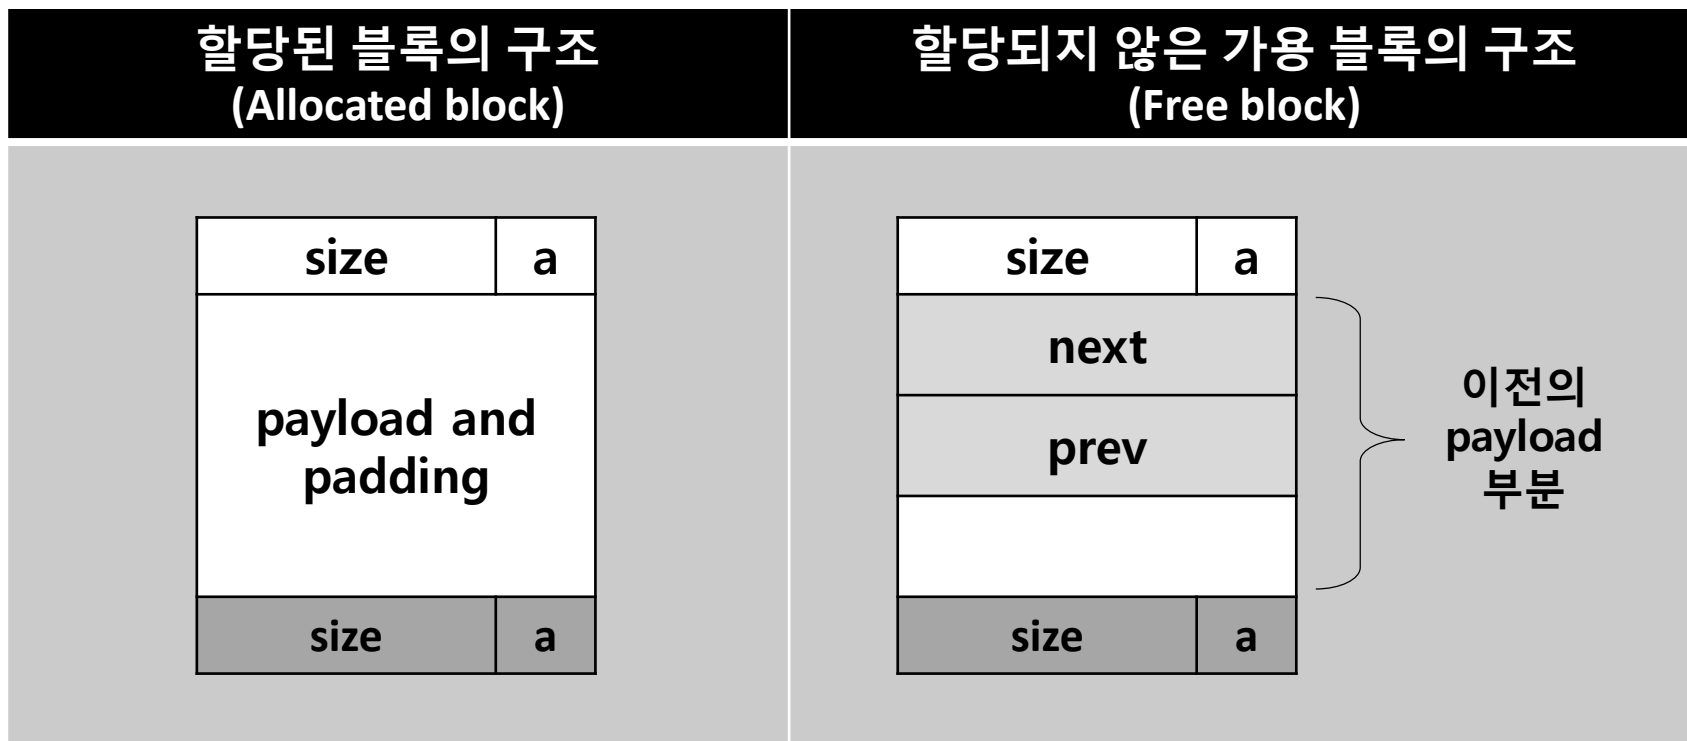 할당된 블록의 구조
(Allocated block)
할당되지 않은 가용 블록의 구조
(Free block)
size a
payload and
padding
size a
size a
next
prev
size a
이전의
payload
부분